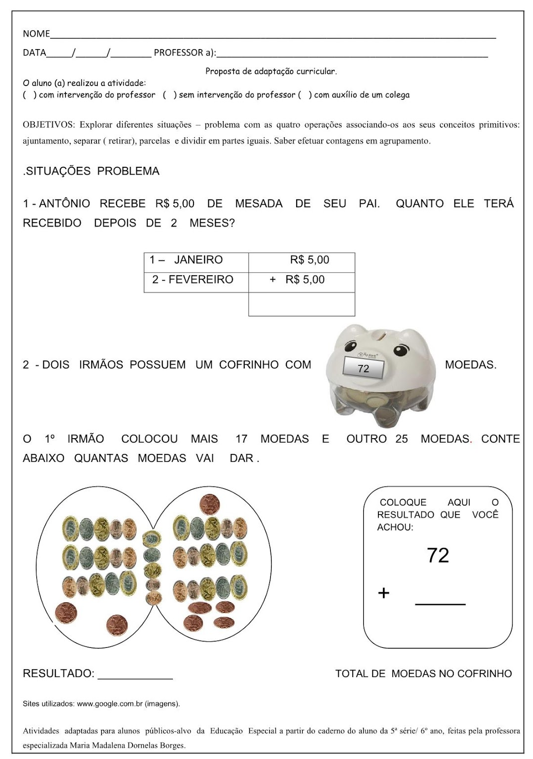 NOME_______________________________________________
DATA_____/______/________ PROFESSOR a):_____________________________
Proposta de adaptação curricular.
O aluno (a) realizou a atividade:
( ) com intervenção do professor ( ) sem intervenção do professor ( ) com auxílio de um colega
OBJETIVOS: Explorar diferentes situações – problema com as quatro operações associando-os aos seus conceitos primitivos:
ajuntamento, separar ( retirar), parcelas e dividir em partes iguais. Saber efetuar contagens em agrupamento.
.SITUAÇÕES PROBLEMA
1 - ANTÔNIO RECEBE R$ 5,00 DE MESADA DE SEU PAI. QUANTO ELE TERÁ
RECEBIDO DEPOIS DE 2 MESES?
1 – JANEIRO R$ 5,00
2 - FEVEREIRO + R$ 5,00
2 - DOIS IRMÃOS POSSUEM UM COFRINHO COM 72 MOEDAS.
O 1º IRMÃO COLOCOU MAIS 17 MOEDAS E OUTRO 25 MOEDAS. CONTE
ABAIXO QUANTAS MOEDAS VAI DAR .
COLOQUE AQUI O
RESULTADO QUE VOCÊ
ACHOU:
72
+ _____
RESULTADO: ____________ TOTAL DE MOEDAS NO COFRINHO
Sites utilizados: www.google.com.br (imagens).
Atividades adaptadas para alunos públicos-alvo da Educação Especial a partir do caderno do aluno da 5ª série/ 6º ano, feitas pela professora
especializada Maria Madalena Dornelas Borges.